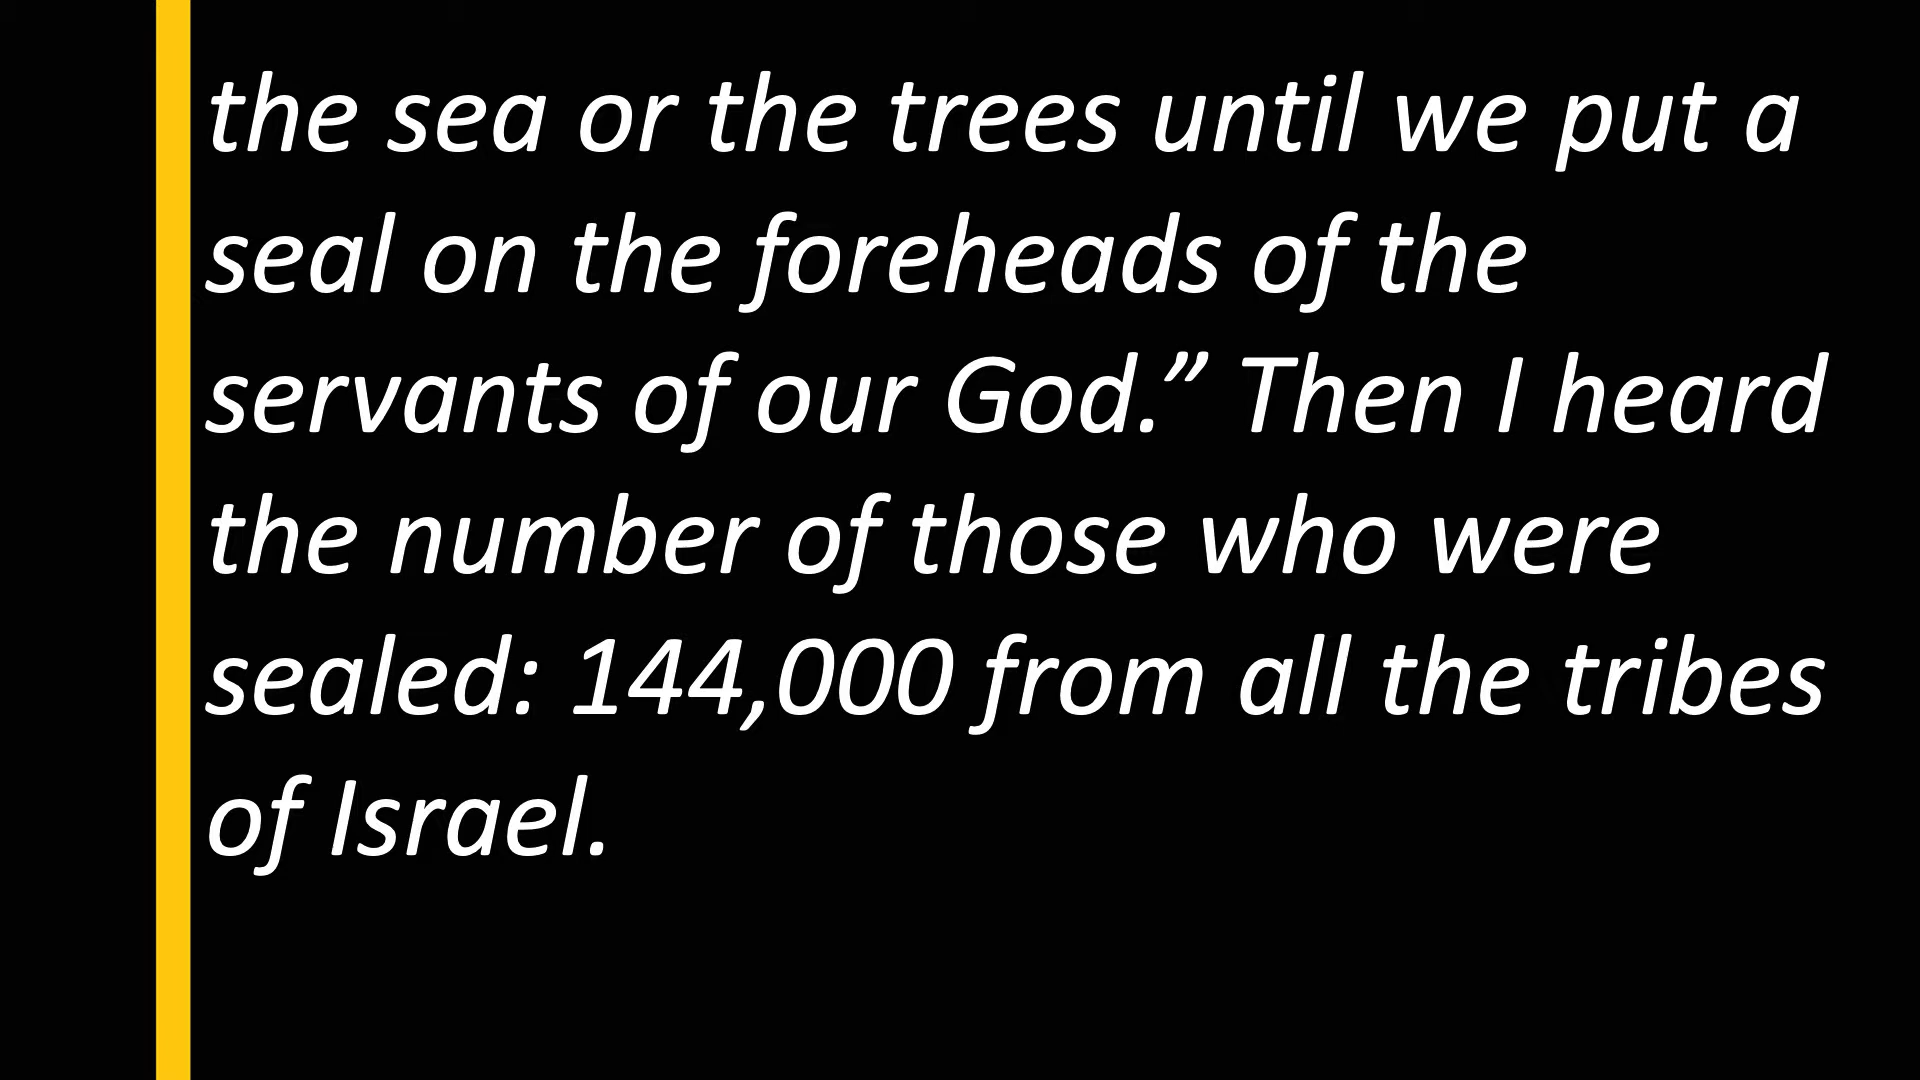 the sea or the trees until we put a
seal on the foreheads of the
servants of our God.” Then I heard
the number of those who were
sealed: 144,000 from all the tribes
of Israel.